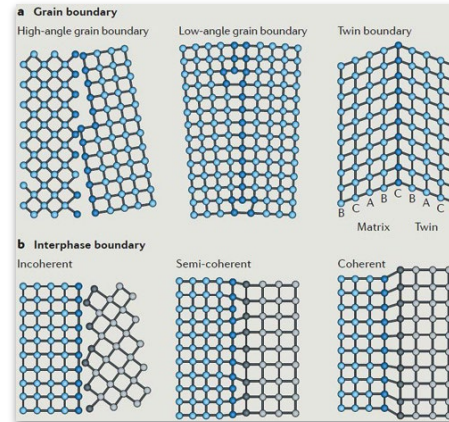 a Grain boundary
High-angle grain boundary Low-angle grain boundary Twin boundary
B C A B C B A C
Matrix Twin
b Interphase boundary
Incoherent Semi-coherent Coherent